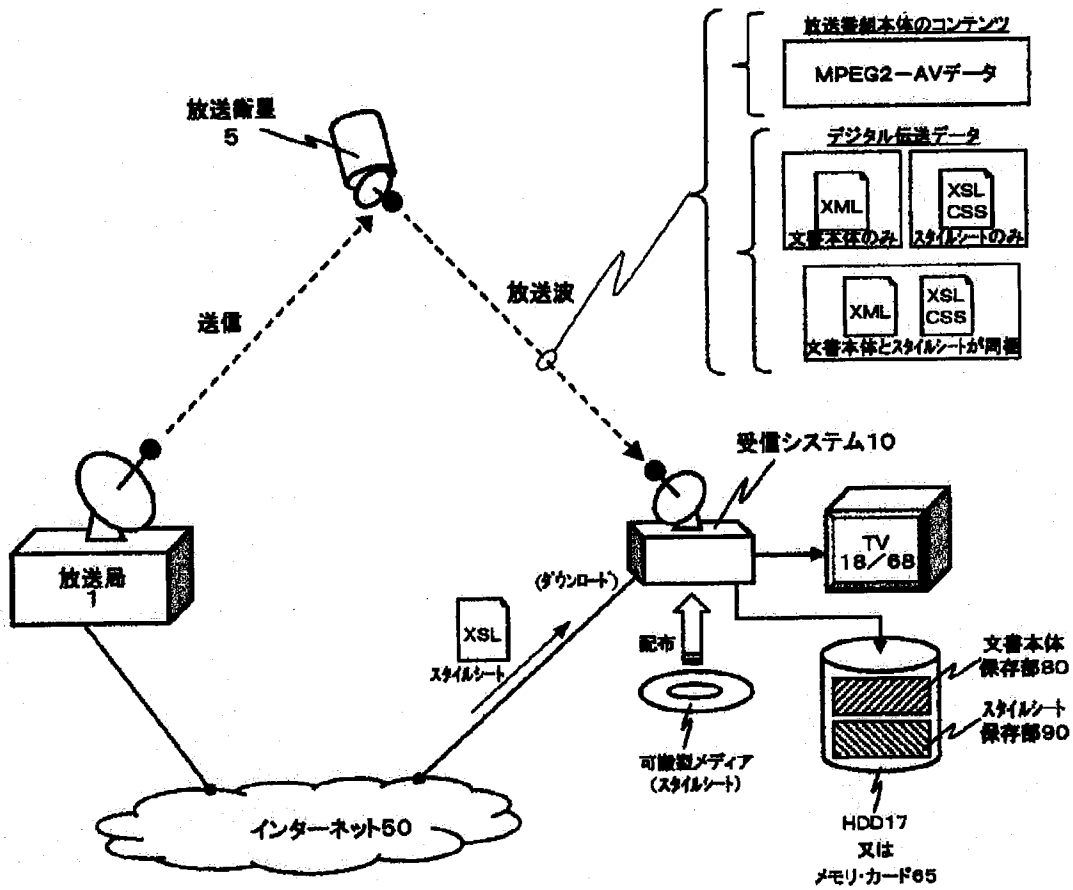 放送番組本体のコンテンツ
MPEG2-AVデータ
デジタル伝送データ
XML
文書本体のみ
XSL
CSS
スタイルシートのみ
XML
XSL
CSS
文書本体とスタイルシートが同梱
放送衛星
5
送信
放送波
受信システム10
放送局
1
TV
18/68
(ダウンロード)
XSL
スタイルシート
配布
可搬型メディア
(スタイルシート)
文書本体
保存部80
スタイルシート
保存部90
HDD17
又は
メモリ・カード65
インターネット50